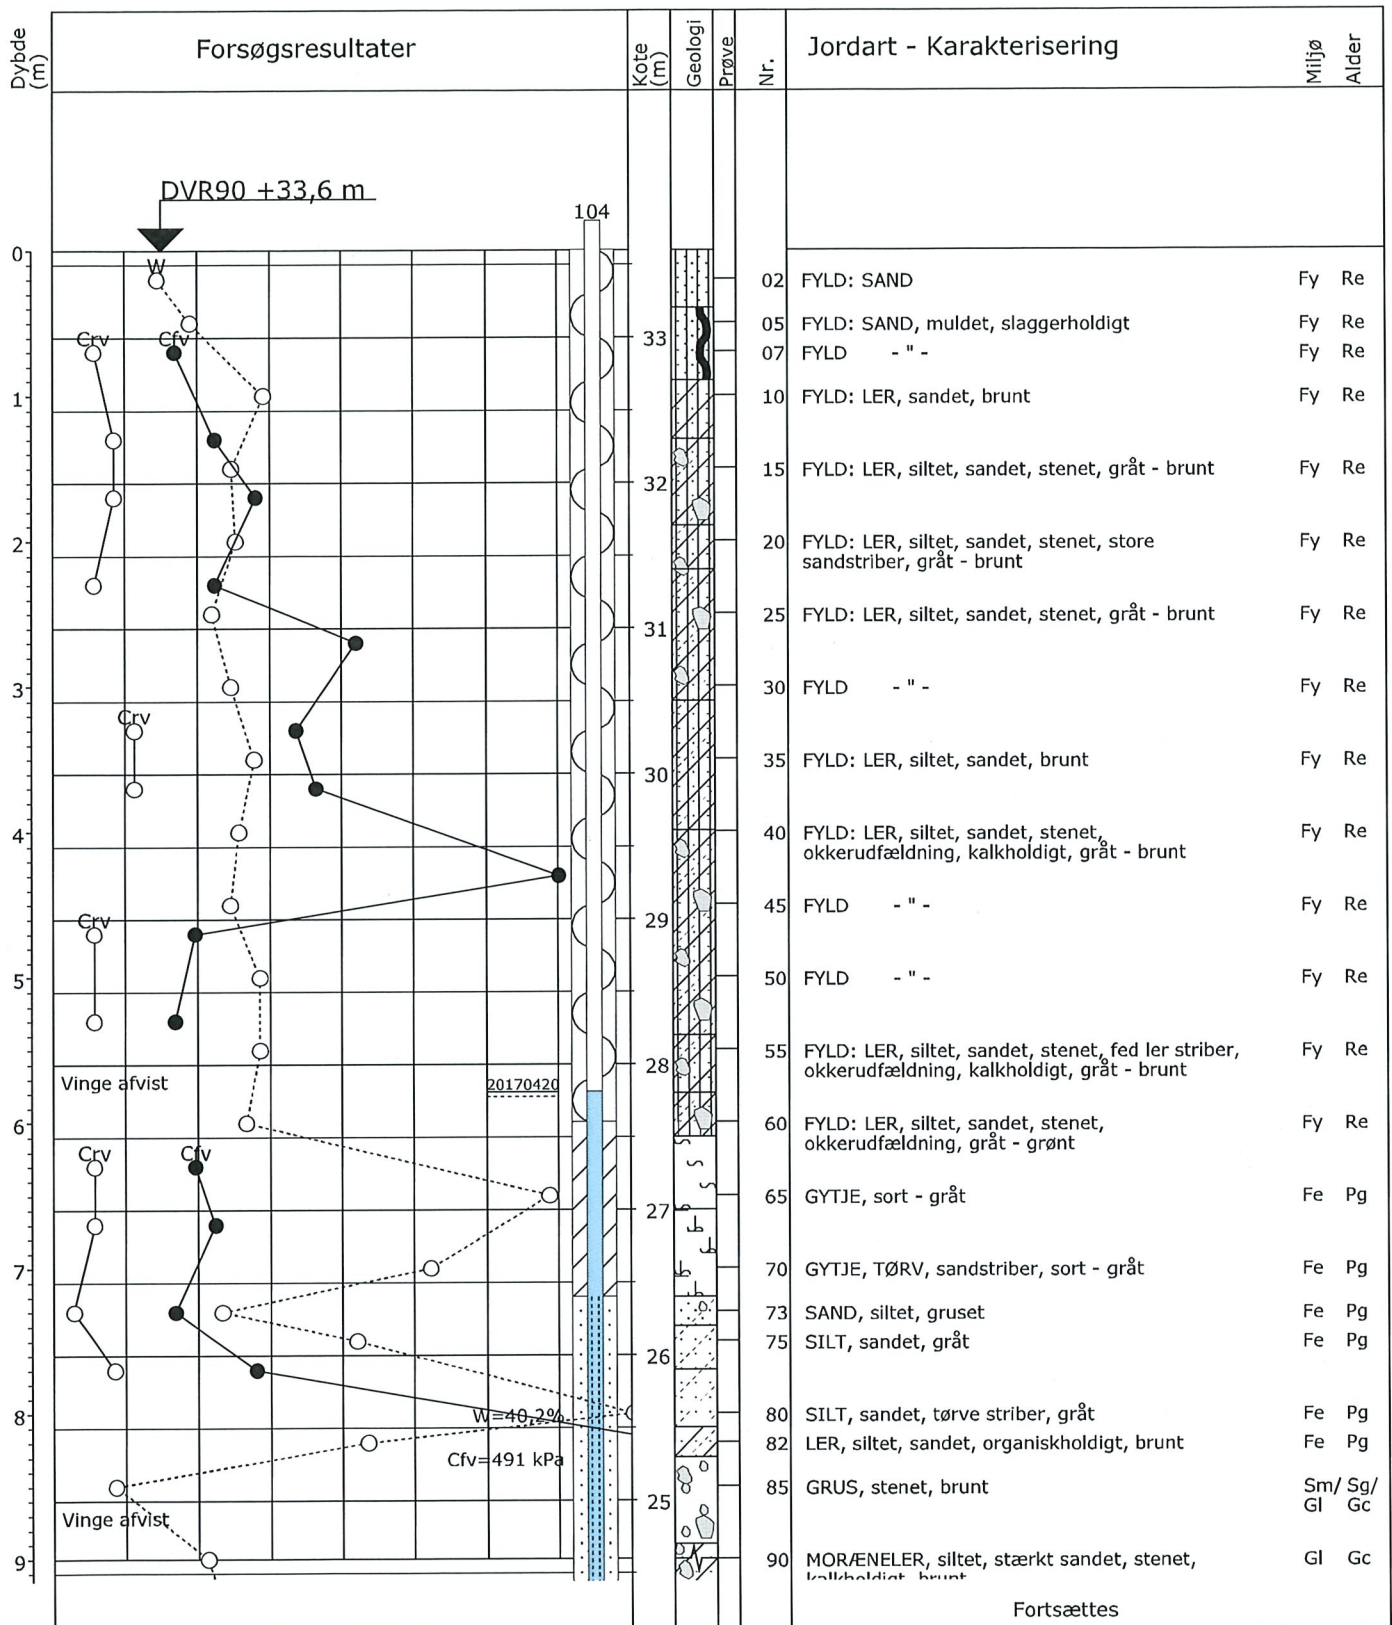 Dybde (m)
Forsøgsresultater
Kote (m)
Geologi
Prøve
Nr.
Jordart - Karakterisering
Miljø
Alder
DVR90 +33,6 m
104
0
W
02 FYLD: SAND Fy Re
05 FYLD: SAND, muldet, slaggerholdigt Fy Re
Crv Cfv 33
07 FYLD - " - Fy Re
1
10 FYLD: LER, sandet, brunt Fy Re
15 FYLD: LER, siltet, sandet, stenet, gråt - brunt Fy Re
32
2
20 FYLD: LER, siltet, sandet, stenet, store Fy Re
sandstriber, gråt - brunt
25 FYLD: LER, siltet, sandet, stenet, gråt - brunt Fy Re
31
3
30 FYLD - " - Fy Re
Crv
35 FYLD: LER, siltet, sandet, brunt Fy Re
30
4
40 FYLD: LER, siltet, sandet, stenet, Fy Re
okkerudfældning, kalkholdigt, gråt - brunt
45 FYLD - " - Fy Re
Crv 29
5
50 FYLD - " - Fy Re
55 FYLD: LER, siltet, sandet, stenet, fed ler striber, Fy Re
okkerudfældning, kalkholdigt, gråt - brunt
28
Vinge afvist 20170420
6
60 FYLD: LER, siltet, sandet, stenet, Fy Re
okkerudfældning, gråt - grønt
Crv Cfv
65 GYTJE, sort - gråt Fe Pg
27
7
70 GYTJE, TØRV, sandstriber, sort - gråt Fe Pg
73 SAND, siltet, gruset Fe Pg
75 SILT, sandet, gråt Fe Pg
26
8
W=40,2%
80 SILT, sandet, tørve striber, gråt Fe Pg
82 LER, siltet, sandet, organiskholdigt, brunt Fe Pg
Cfv=491 kPa
85 GRUS, stenet, brunt Sm/ Sg/
Gl Gc
25
Vinge afvist
9
90 MORÆNELER, siltet, stærkt sandet, stenet, Gl Gc
kalkholdigt, brunt
Fortsættes